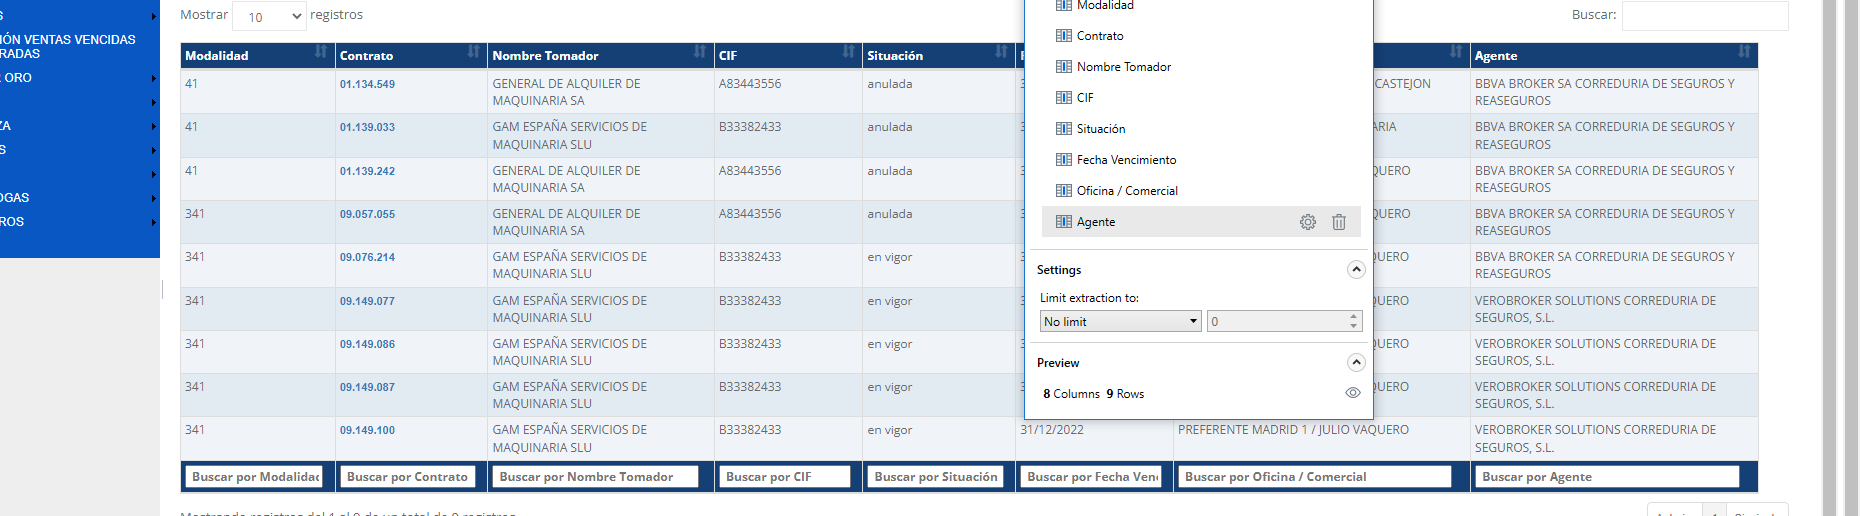 Mostrar 10 registros
Buscar:
S
IÓN VENTAS VENCIDAS
RADAS
R ORO
ZA
S
OGAS
ROS
Modalidad Contrato Nombre Tomador CIF Situación F Agente
41 01.134.549 GENERAL DE ALQUILER DE A83443556 anulada 3 CASTEJON BBVA BROKER SA CORREDURIA DE SEGUROS Y
MAQUINARIA SA REASEGUROS
41 01.139.033 GAM ESPAÑA SERVICIOS DE B33382433 anulada 3 ARIA BBVA BROKER SA CORREDURIA DE SEGUROS Y
MAQUINARIA SLU REASEGUROS
41 01.139.242 GENERAL DE ALQUILER DE A83443556 anulada 3 QUERO BBVA BROKER SA CORREDURIA DE SEGUROS Y
MAQUINARIA SA REASEGUROS
341 09.057.055 GENERAL DE ALQUILER DE A83443556 anulada 3 QUERO BBVA BROKER SA CORREDURIA DE SEGUROS Y
MAQUINARIA SA REASEGUROS
341 09.076.214 GAM ESPAÑA SERVICIOS DE B33382433 en vigor 3 QUERO BBVA BROKER SA CORREDURIA DE SEGUROS Y
MAQUINARIA SLU REASEGUROS
341 09.149.077 GAM ESPAÑA SERVICIOS DE B33382433 en vigor 3 QUERO VEROBROKER SOLUTIONS CORREDURIA DE
MAQUINARIA SLU SEGUROS, S.L.
341 09.149.086 GAM ESPAÑA SERVICIOS DE B33382433 en vigor 3 QUERO VEROBROKER SOLUTIONS CORREDURIA DE
MAQUINARIA SLU SEGUROS, S.L.
341 09.149.087 GAM ESPAÑA SERVICIOS DE B33382433 en vigor 3 QUERO VEROBROKER SOLUTIONS CORREDURIA DE
MAQUINARIA SLU SEGUROS, S.L.
341 09.149.100 GAM ESPAÑA SERVICIOS DE B33382433 en vigor 31/12/2022 PREFERENTE MADRID 1 / JULIO VAQUERO VEROBROKER SOLUTIONS CORREDURIA DE
MAQUINARIA SLU SEGUROS, S.L.
Buscar por Modalidad Buscar por Contrato Buscar por Nombre Tomador Buscar por CIF Buscar por Situación Buscar por Fecha Venc Buscar por Oficina / Comercial Buscar por Agente
Mostrando registros del 1 al 9 de un total de 9 registros
1
Modalidad
Contrato
Nombre Tomador
CIF
Situación
Fecha Vencimiento
Oficina / Comercial
Agente
Settings
Limit extraction to:
No limit 0
Preview
8 Columns 9 Rows